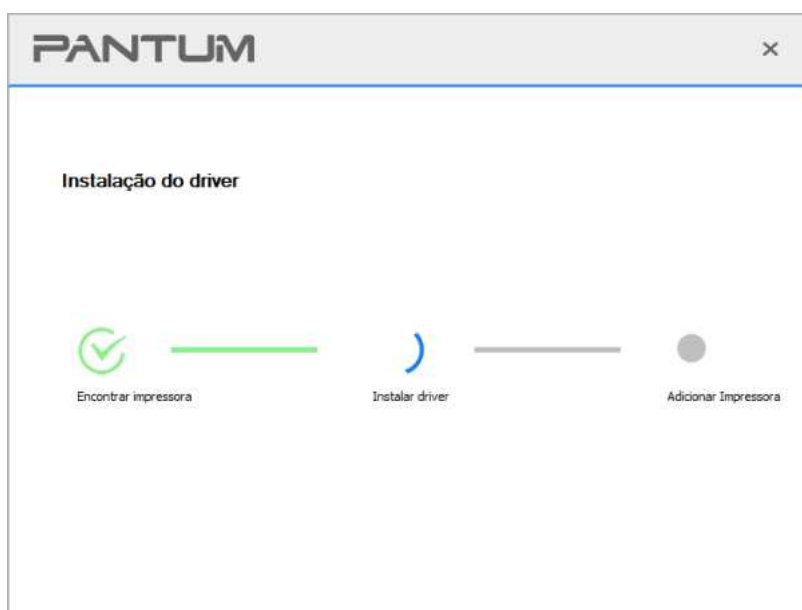 PANTUM
Instalação do driver
Encontrar impressora
Instalar driver
Adicionar Impressora